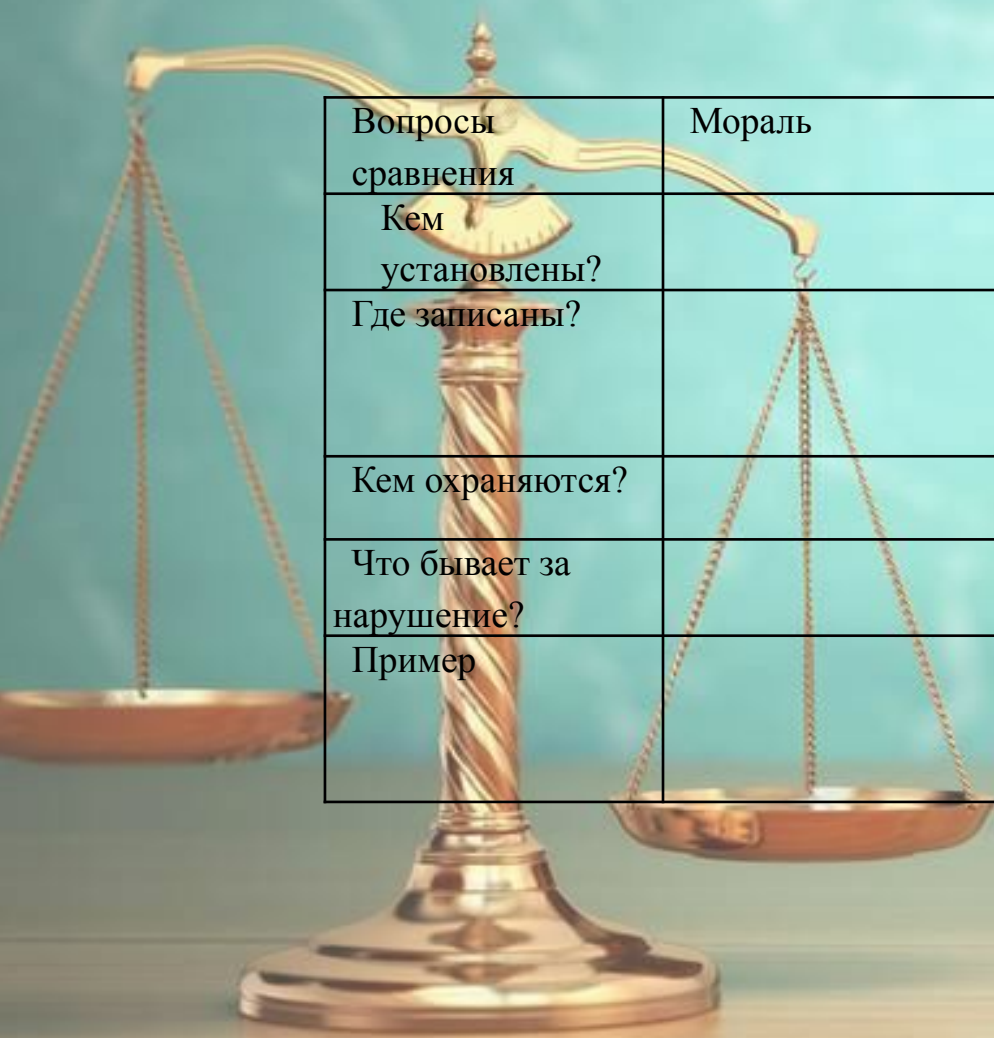 Вопросы
сравнения
Мораль
Кем
установлены?
Где записаны?
Кем охраняются?
Что бывает за
нарушение?
Пример